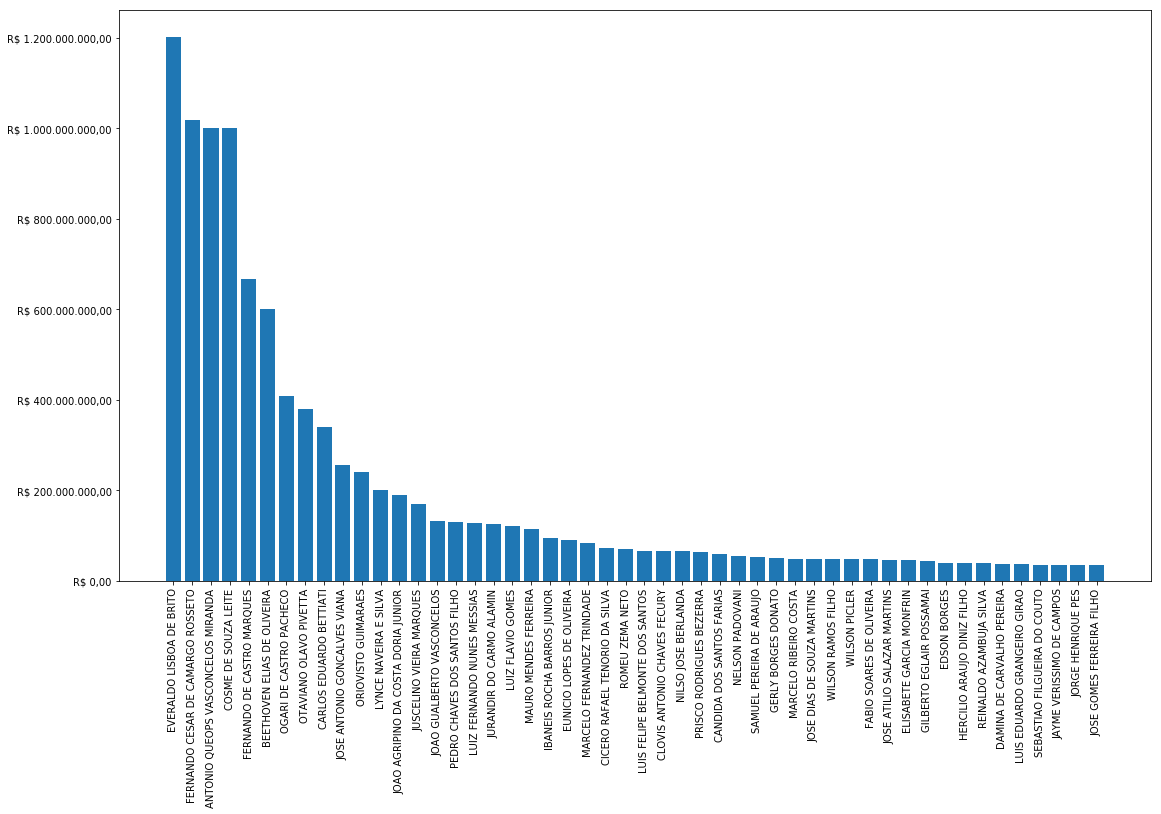 R$ 1.200.000.000,00
R$ 1.000.000.000,00
R$ 800.000.000,00
R$ 600.000.000,00
R$ 400.000.000,00
R$ 200.000.000,00
R$ 0,00
EVERALDO LISBOA DE BRITO
FERNANDO CESAR DE CAMARGO ROSSETO
ANTONIO QUEOPS VASCONCELOS MIRANDA
COSME DE SOUZA LEITE
FERNANDO DE CASTRO MARQUES
BEETHOVEN ELIAS DE OLIVEIRA
OGARI DE CASTRO PACHECO
OTAVIANO OLAVO PIVETTA
CARLOS EDUARDO BETTIATI
JOSE ANTONIO GONCALVES VIANA
ORIOVISTO GUIMARAES
LYNCE NAVEIRA E SILVA
JOAO AGRIPINO DA COSTA DORIA JUNIOR
JUSCELINO VIEIRA MARQUES
JOAO GUALBERTO VASCONCELOS
PEDRO CHAVES DOS SANTOS FILHO
LUIZ FERNANDO NUNES MESSIAS
JURANDIR DO CARMO ALAMIN
LUIZ FLAVIO GOMES
MAURO MENDES FERREIRA
IBANEIS ROCHA BARROS JUNIOR
EUNICIO LOPES DE OLIVEIRA
MARCELO FERNANDEZ TRINDADE
CICERO RAFAEL TENORIO DA SILVA
ROMEU ZEMA NETO
LUIS FELIPE BELMONTE DOS SANTOS
CLOVIS ANTONIO CHAVES FECURY
NILSO JOSE BERLANDA
PRISCO RODRIGUES BEZERRA
CANDIDA DOS SANTOS FARIAS
NELSON PADOVANI
SAMUEL PEREIRA DE ARAUJO
GERLY BORGES DONATO
MARCELO RIBEIRO COSTA
JOSE DIAS DE SOUZA MARTINS
WILSON RAMOS FILHO
WILSON PICLER
FABIO SOARES DE OLIVEIRA
JOSE ATILIO SALAZAR MARTINS
ELISABETE GARCIA MONFRIN
GILBERTO EGLAIR POSSAMAI
EDSON BORGES
HERCILIO ARAUJO DINIZ FILHO
REINALDO AZAMBUJA SILVA
DAMINA DE CARVALHO PEREIRA
LUIS EDUARDO GRANGEIRO GIRAO
SEBASTIAO FILGUEIRA DO COUTO
JAYME VERISSIMO DE CAMPOS
JORGE HENRIQUE PES
JOSE GOMES FERREIRA FILHO